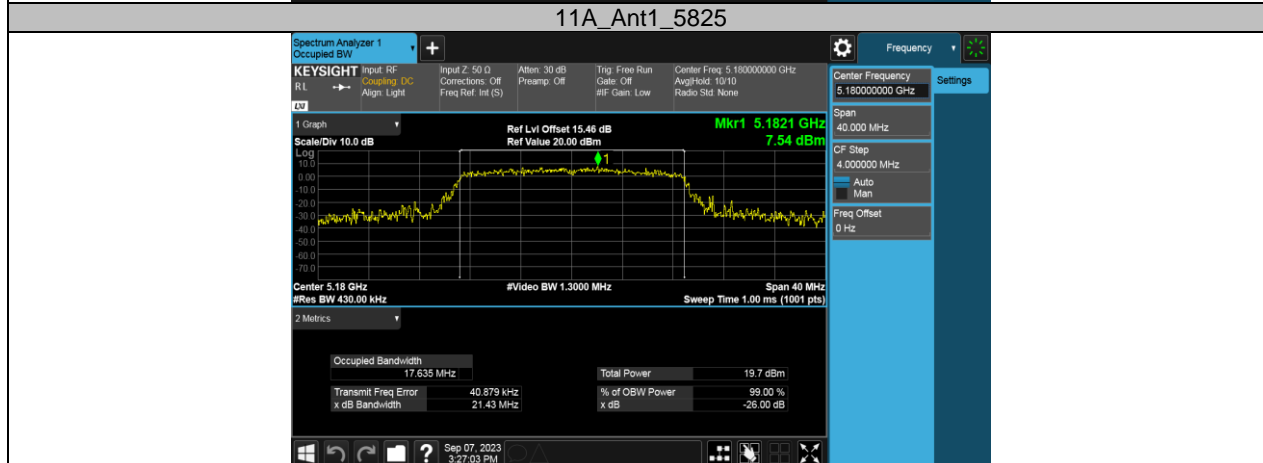 11A_Ant1_5825
Spectrum Analyzer 1
Occupied BW
+
Frequency
KEYSIGHT
RL
LXI
Input: RF
Coupling: DC
Align: Light
Input Z: 50 Ω
Corrections: Off
Freq Ref: Int (S)
Atten: 30 dB
Preamp: Off
Trig: Free Run
Gate: Off
#IF Gain: Low
Center Freq: 5.180000000 GHz
Avg|Hold: 10/10
Radio Std: None
Center Frequency
5.180000000 GHz
Settings
Span
40.000 MHz
CF Step
4.000000 MHz
Auto
Man
Freq Offset
0 Hz
1 Graph
Scale/Div 10.0 dB
Ref Lvl Offset 15.46 dB
Ref Value 20.00 dBm
Mkr1 5.1821 GHz
7.54 dBm
Log
10.0
0.00
-10.0
-20.0
-30.0
-40.0
-50.0
-60.0
-70.0
1
Center 5.18 GHz
#Res BW 430.00 kHz
#Video BW 1.3000 MHz
Span 40 MHz
Sweep Time 1.00 ms (1001 pts)
2 Metrics
Occupied Bandwidth
17.635 MHz
Total Power 19.7 dBm
Transmit Freq Error 40.879 kHz
% of OBW Power 99.00 %
x dB Bandwidth 21.43 MHz
x dB -26.00 dB
?
Sep 07, 2023
3:27:03 PM